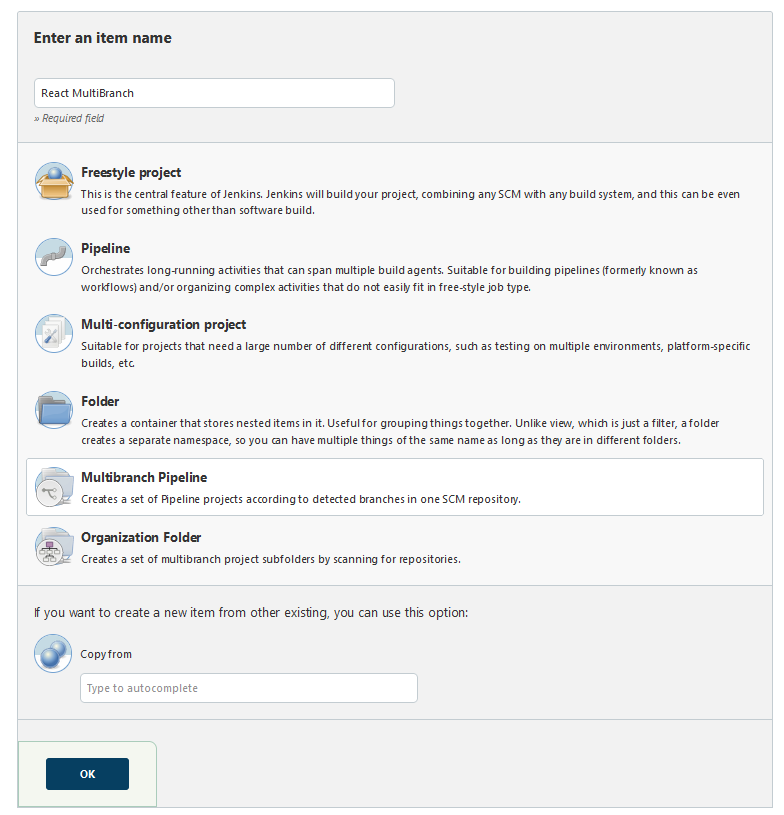 Enter an item name
React MultiBranch
» Required field
Freestyle project
This is the central feature of Jenkins. Jenkins will build your project, combining any SCM with any build system, and this can be even
used for something other than software build.
Pipeline
Orchestrates long-running activities that can span multiple build agents. Suitable for building pipelines (formerly known as
workflows) and/or organizing complex activities that do not easily fit in free-style job type.
Multi-configuration project
Suitable for projects that need a large number of different configurations, such as testing on multiple environments, platform-specific
builds, etc.
Folder
Creates a container that stores nested items in it. Useful for grouping things together. Unlike view, which is just a filter, a folder
creates a separate namespace, so you can have multiple things of the same name as long as they are in different folders.
Multibranch Pipeline
Creates a set of Pipeline projects according to detected branches in one SCM repository.
Organization Folder
Creates a set of multibranch project subfolders by scanning for repositories.
If you want to create a new item from other existing, you can use this option:
Copy from
Type to autocomplete
OK